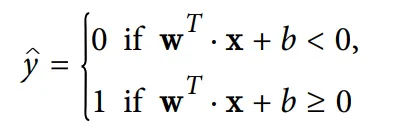 ŷ = {0 if 𝐰ᵀ · 𝐱 + b < 0,
1 if 𝐰ᵀ · 𝐱 + b ≥ 0